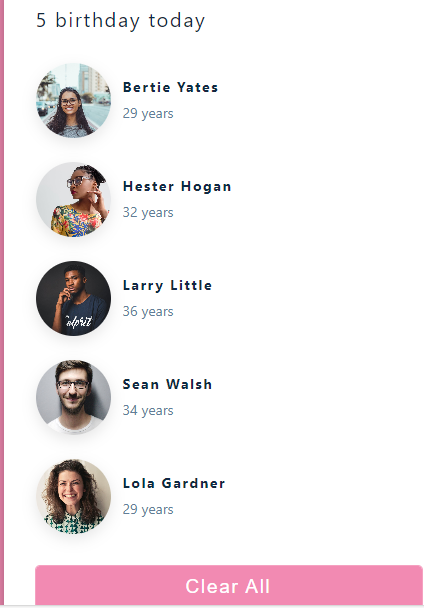 5 birthday today
Bertie Yates
29 years
Hester Hogan
32 years
Larry Little
36 years
Sean Walsh
34 years
Lola Gardner
29 years
Clear All